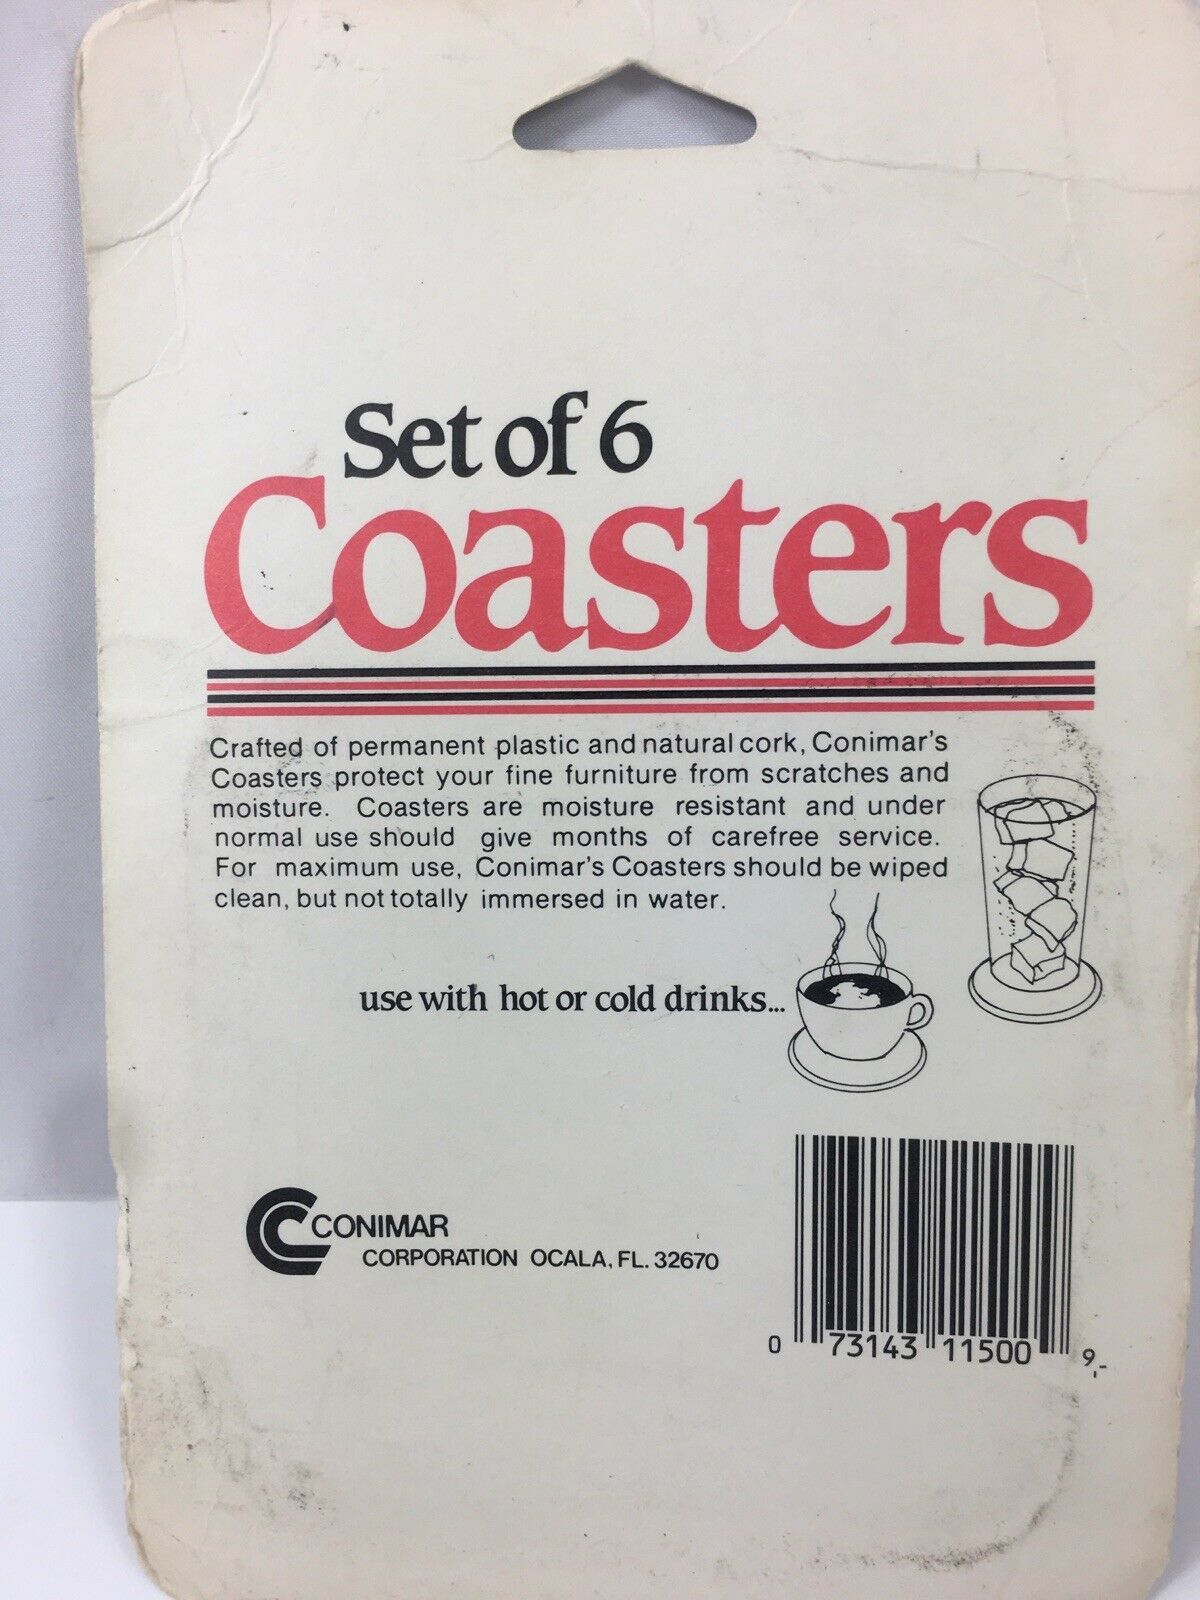 Set of 6
Coasters
Crafted of permanent plastic and natural cork, Conimar's
Coasters protect your fine furniture from scratches and
moisture. Coasters are moisture resistant and under
normal use should give months of carefree service.
For maximum use, Conimar's Coasters should be wiped
clean, but not totally immersed in water.
use with hot or cold drinks...
CONIMAR
CORPORATION OCALA, FL. 32670
0 73143 11500 9,-